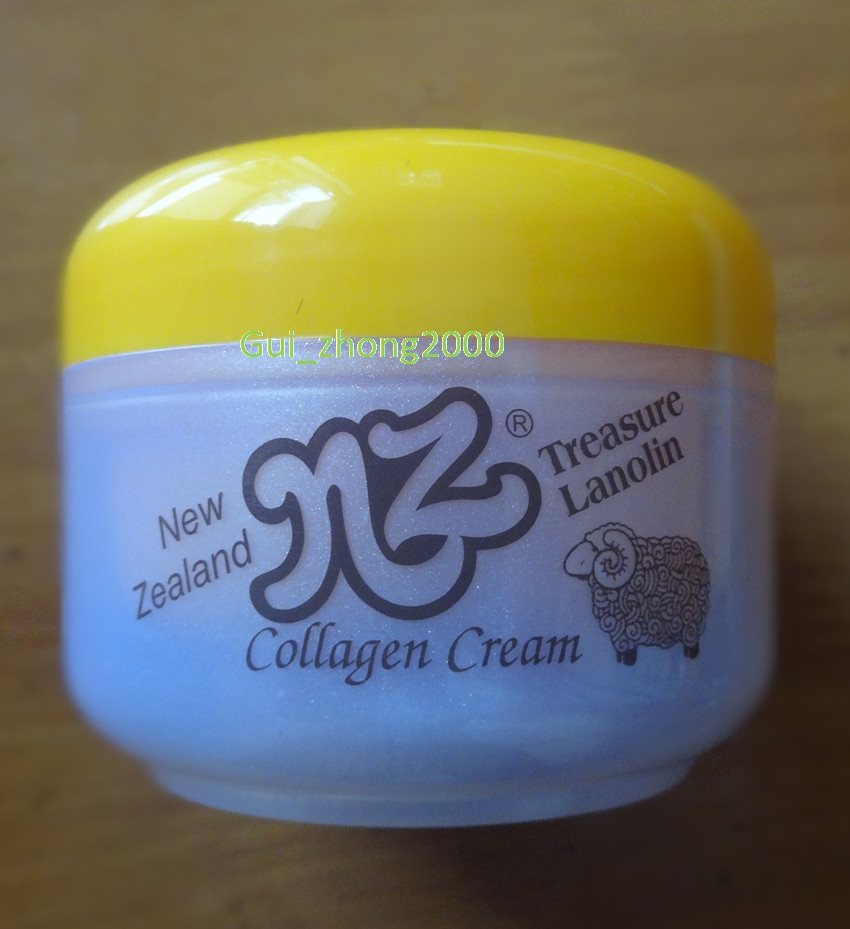 Gui_zhong2000
nz®
Treasure
Lanolin
New
Zealand
Collagen Cream